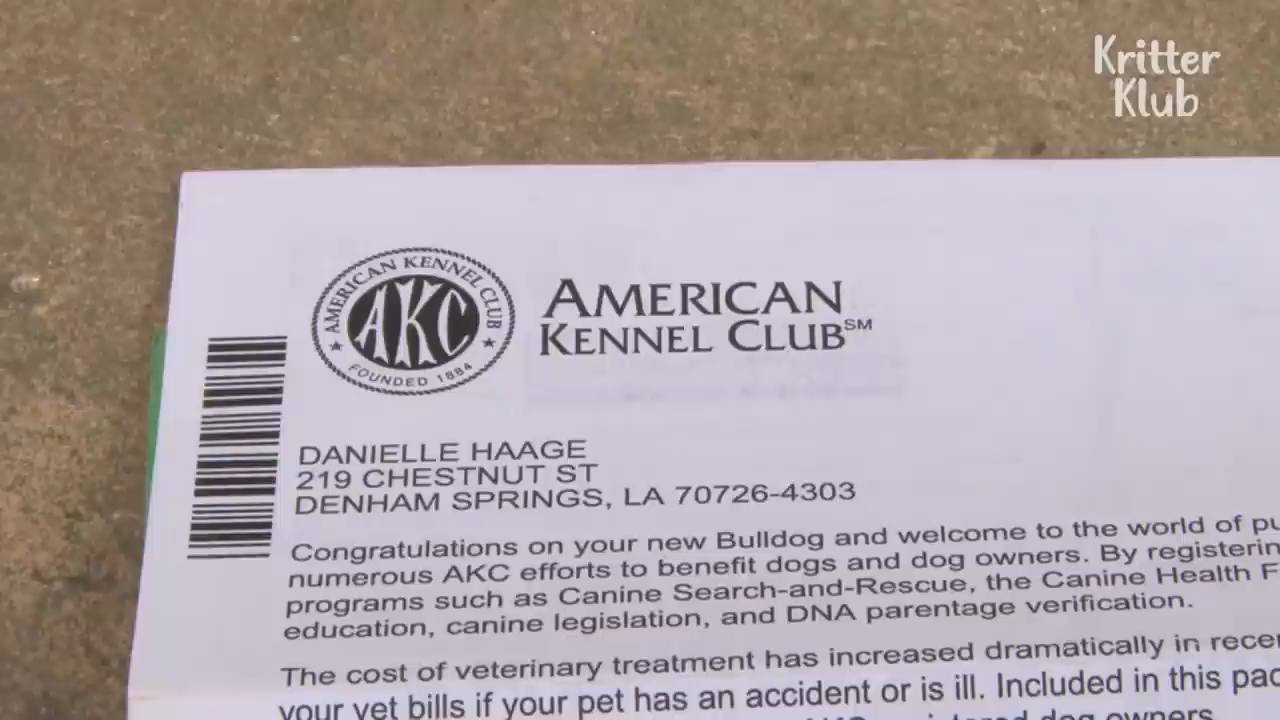 Kritter
Klub
AMERICAN KENNEL CLUB
AKC
FOUNDED 1884
AMERICAN
KENNEL CLUB℠
DANIELLE HAAGE
219 CHESTNUT ST
DENHAM SPRINGS, LA 70726-4303
Congratulations on your new Bulldog and welcome to the world of
numerous AKC efforts to benefit dogs and dog owners. By
programs such as Canine Search-and-Rescue, the Canine Health
education, canine legislation, and DNA parentage verification.
The cost of veterinary treatment has increased dramatically in
your vet bills if your pet has an accident or is ill. Included in this
dog owners